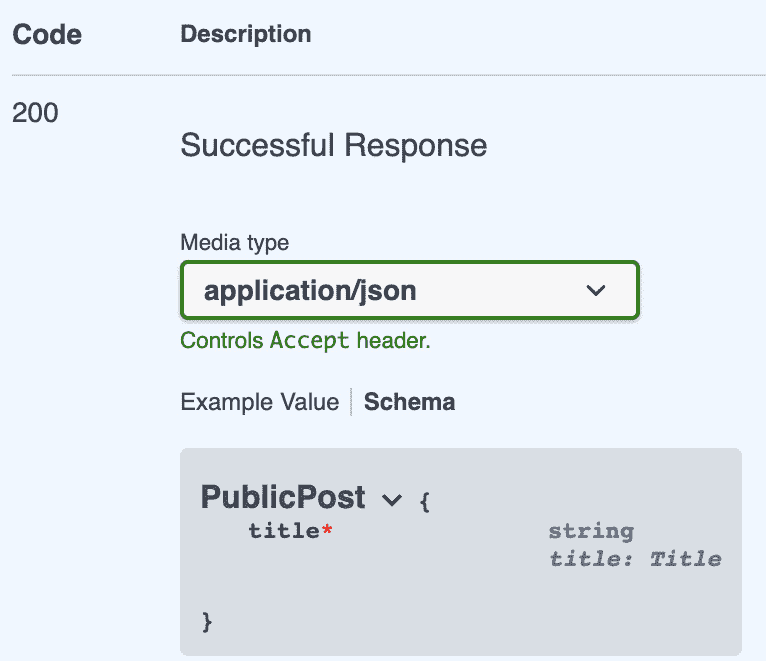 Code Description
200
Successful Response
Media type
application/json
Controls Accept header.
Example Value Schema
PublicPost {
title* string
title: Title
}